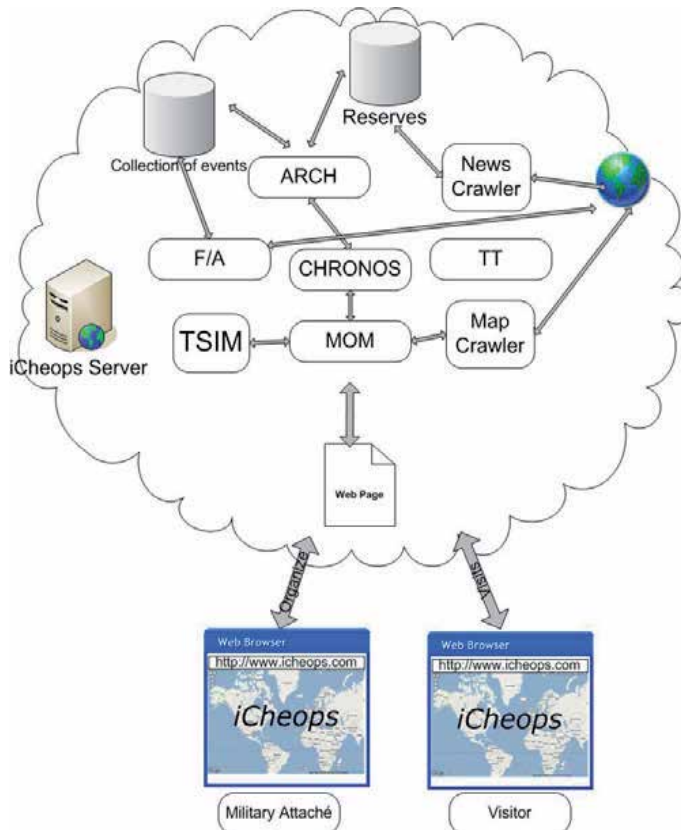 Reserves
Collection of events
ARCH
News
Crawler
F/A
CHRONOS
TT
TSIM
MOM
Map
Crawler
iCheops Server
Web Page
Organize
Visits
Web Browser
http://www.icheops.com
iCheops
Military Attaché
Web Browser
http://www.icheops.com
iCheops
Visitor